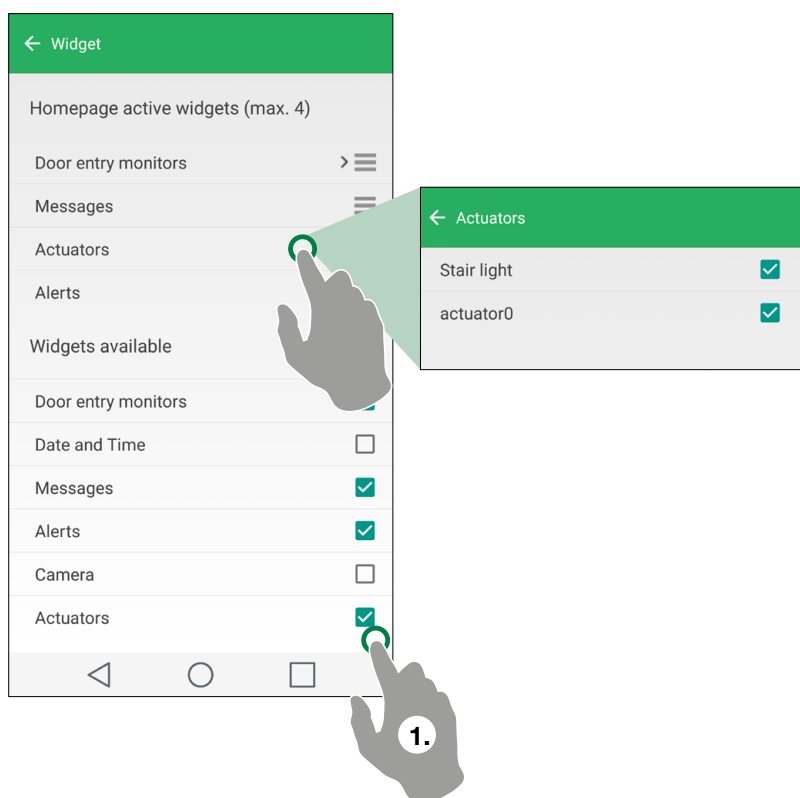 Widget
Homepage active widgets (max. 4)
Door entry monitors
Messages
Actuators
Alerts
Widgets available
Door entry monitors
Date and Time
Messages
Alerts
Camera
Actuators
1.
Actuators
Stair light
actuator0